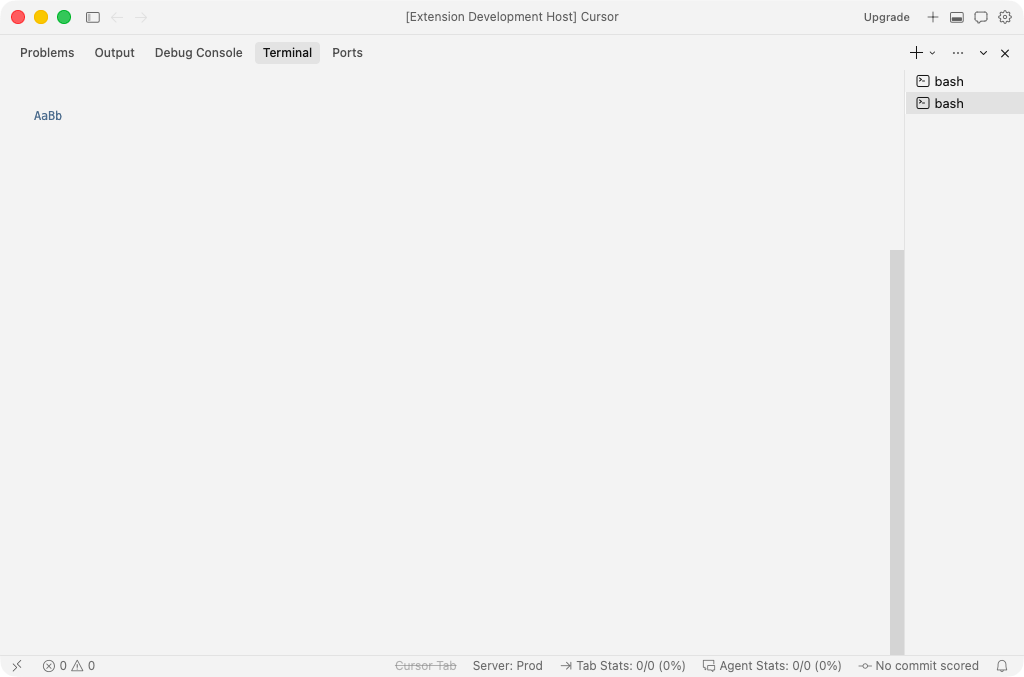 [Extension Development Host] Cursor
Upgrade
Problems Output Debug Console Terminal Ports
bash
bash
AaBb
0 0 Cursor Tab Server: Prod Tab Stats: 0/0 (0%) Agent Stats: 0/0 (0%) No commit scored